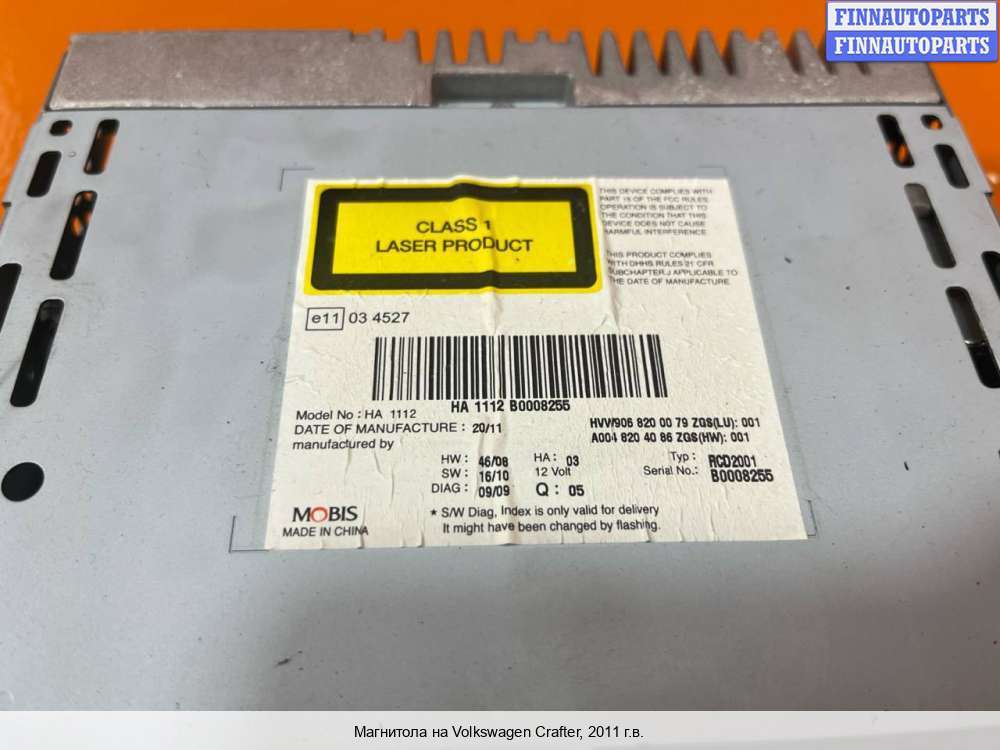 FINNAUTOPARTS
FINNAUTOPARTS
CLASS 1
LASER PRODUCT
THIS DEVICE COMPLIES WITH
PART 15 OF THE FCC RULES
OPERATION IS SUBJECT TO
THE CONDITION THAT THIS
DEVICE DOES NOT CAUSE
HARMFUL INTERFERENCE
THIS PRODUCT COMPLIES
WITH DHHS RULES 21 CFR
SUBCHAPTER J APPLICABLE TO
THE DATE OF MANUFACTURE
e11 03 4527
HA 1112 B0008255
Model No : HA 1112
DATE OF MANUFACTURE : 20/11
manufactured by
HVW906 820 00 79 ZGS(LU): 001
A004 820 40 86 ZGS(HW): 001
HW : 46/08 HA : 03
SW : 16/10 12 Volt
DIAG : 09/09 Q : 05
Typ : RCD2001
Serial No.: B0008255
MOBIS
MADE IN CHINA
* S/W Diag, Index is only valid for delivery
It might have been changed by flashing.
Магнитола на Volkswagen Crafter, 2011 г.в.